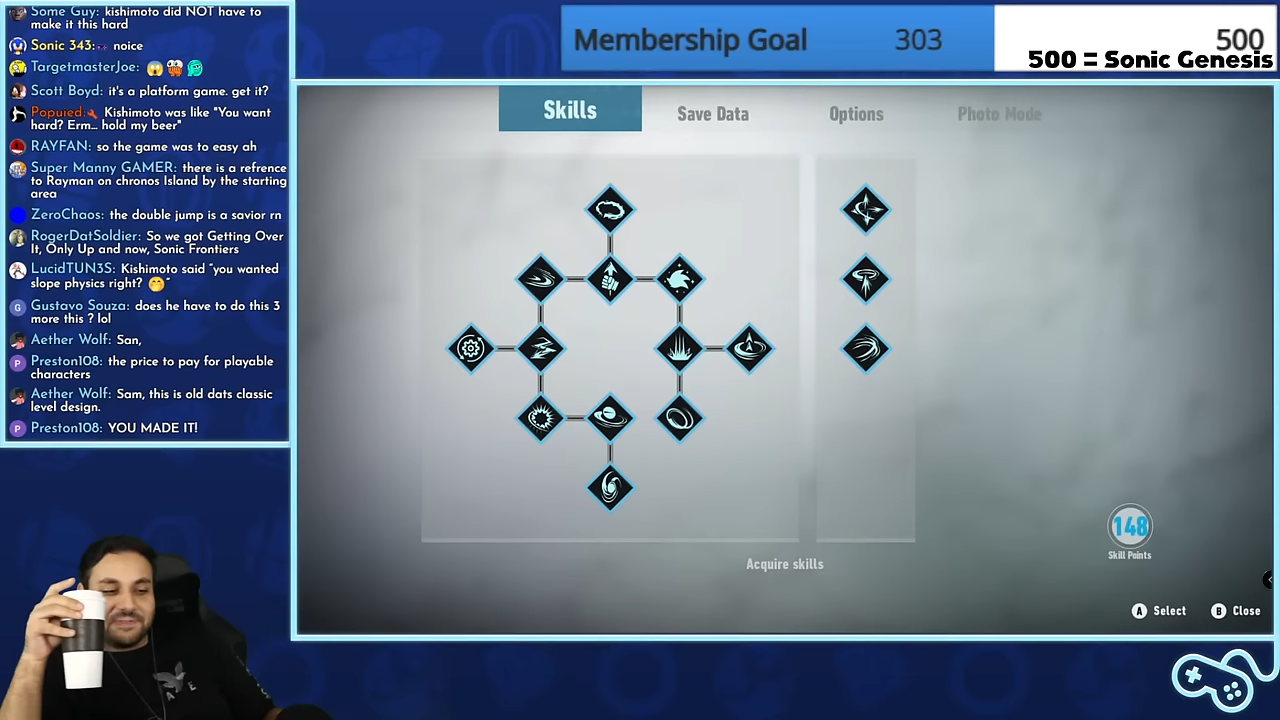 Some Guy: kishimoto did NOT have to
make it this hard
Sonic 343: noice
TargetmasterJoe:
Scott Boyd: it's a platform game. get it?
Popuied: Kishimoto was like "You want
hard? Erm... hold my beer"
RAYFAN: so the game was to easy ah
Super Manny GAMER: there is a refrence
to Rayman on chronos Island by the starting
area
ZeroChaos: the double jump is a savior rn
RogerDatSoldier: So we got Getting Over
It, Only Up and now, Sonic Frontiers
LucidTUN3S: Kishimoto said "you wanted
slope physics right?
G Gustavo Souza: does he have to do this 3
more this ? lol
Aether Wolf: San,
P Preston108: the price to pay for playable
characters
Aether Wolf: Sam, this is old dats classic
level design.
P Preston108: YOU MADE IT!
Membership Goal 303 500
500 = Sonic Genesis
Skills Save Data Options Photo Mode
148
Skill Points
Acquire skills
A Select B Close